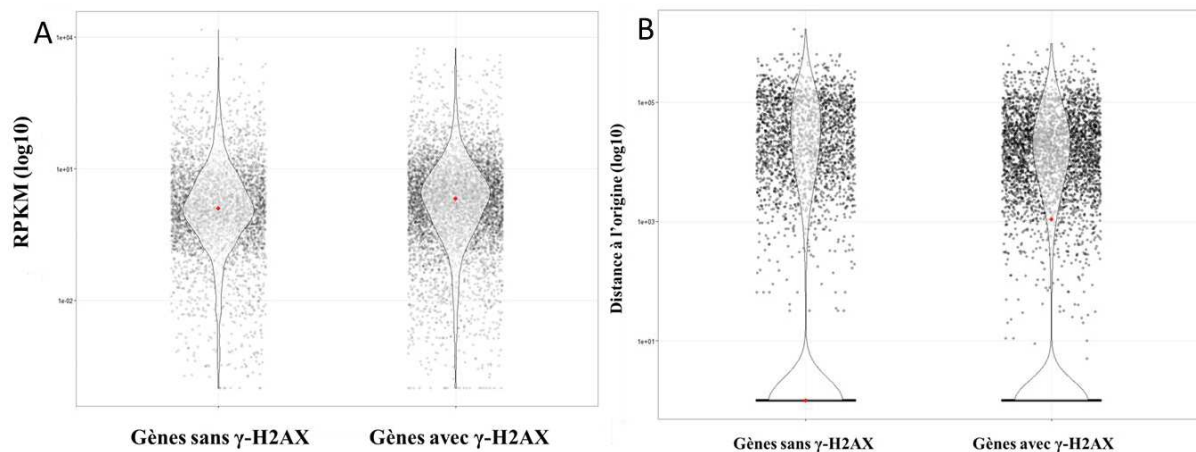 A
RPKM (log10)
1e+04
1e+01
1e-02
Gènes sans γ-H2AX
Gènes avec γ-H2AX
B
Distance à l'origine (log10)
1e+05
1e+03
1e+01
Gènes sans γ-H2AX
Gènes avec γ-H2AX